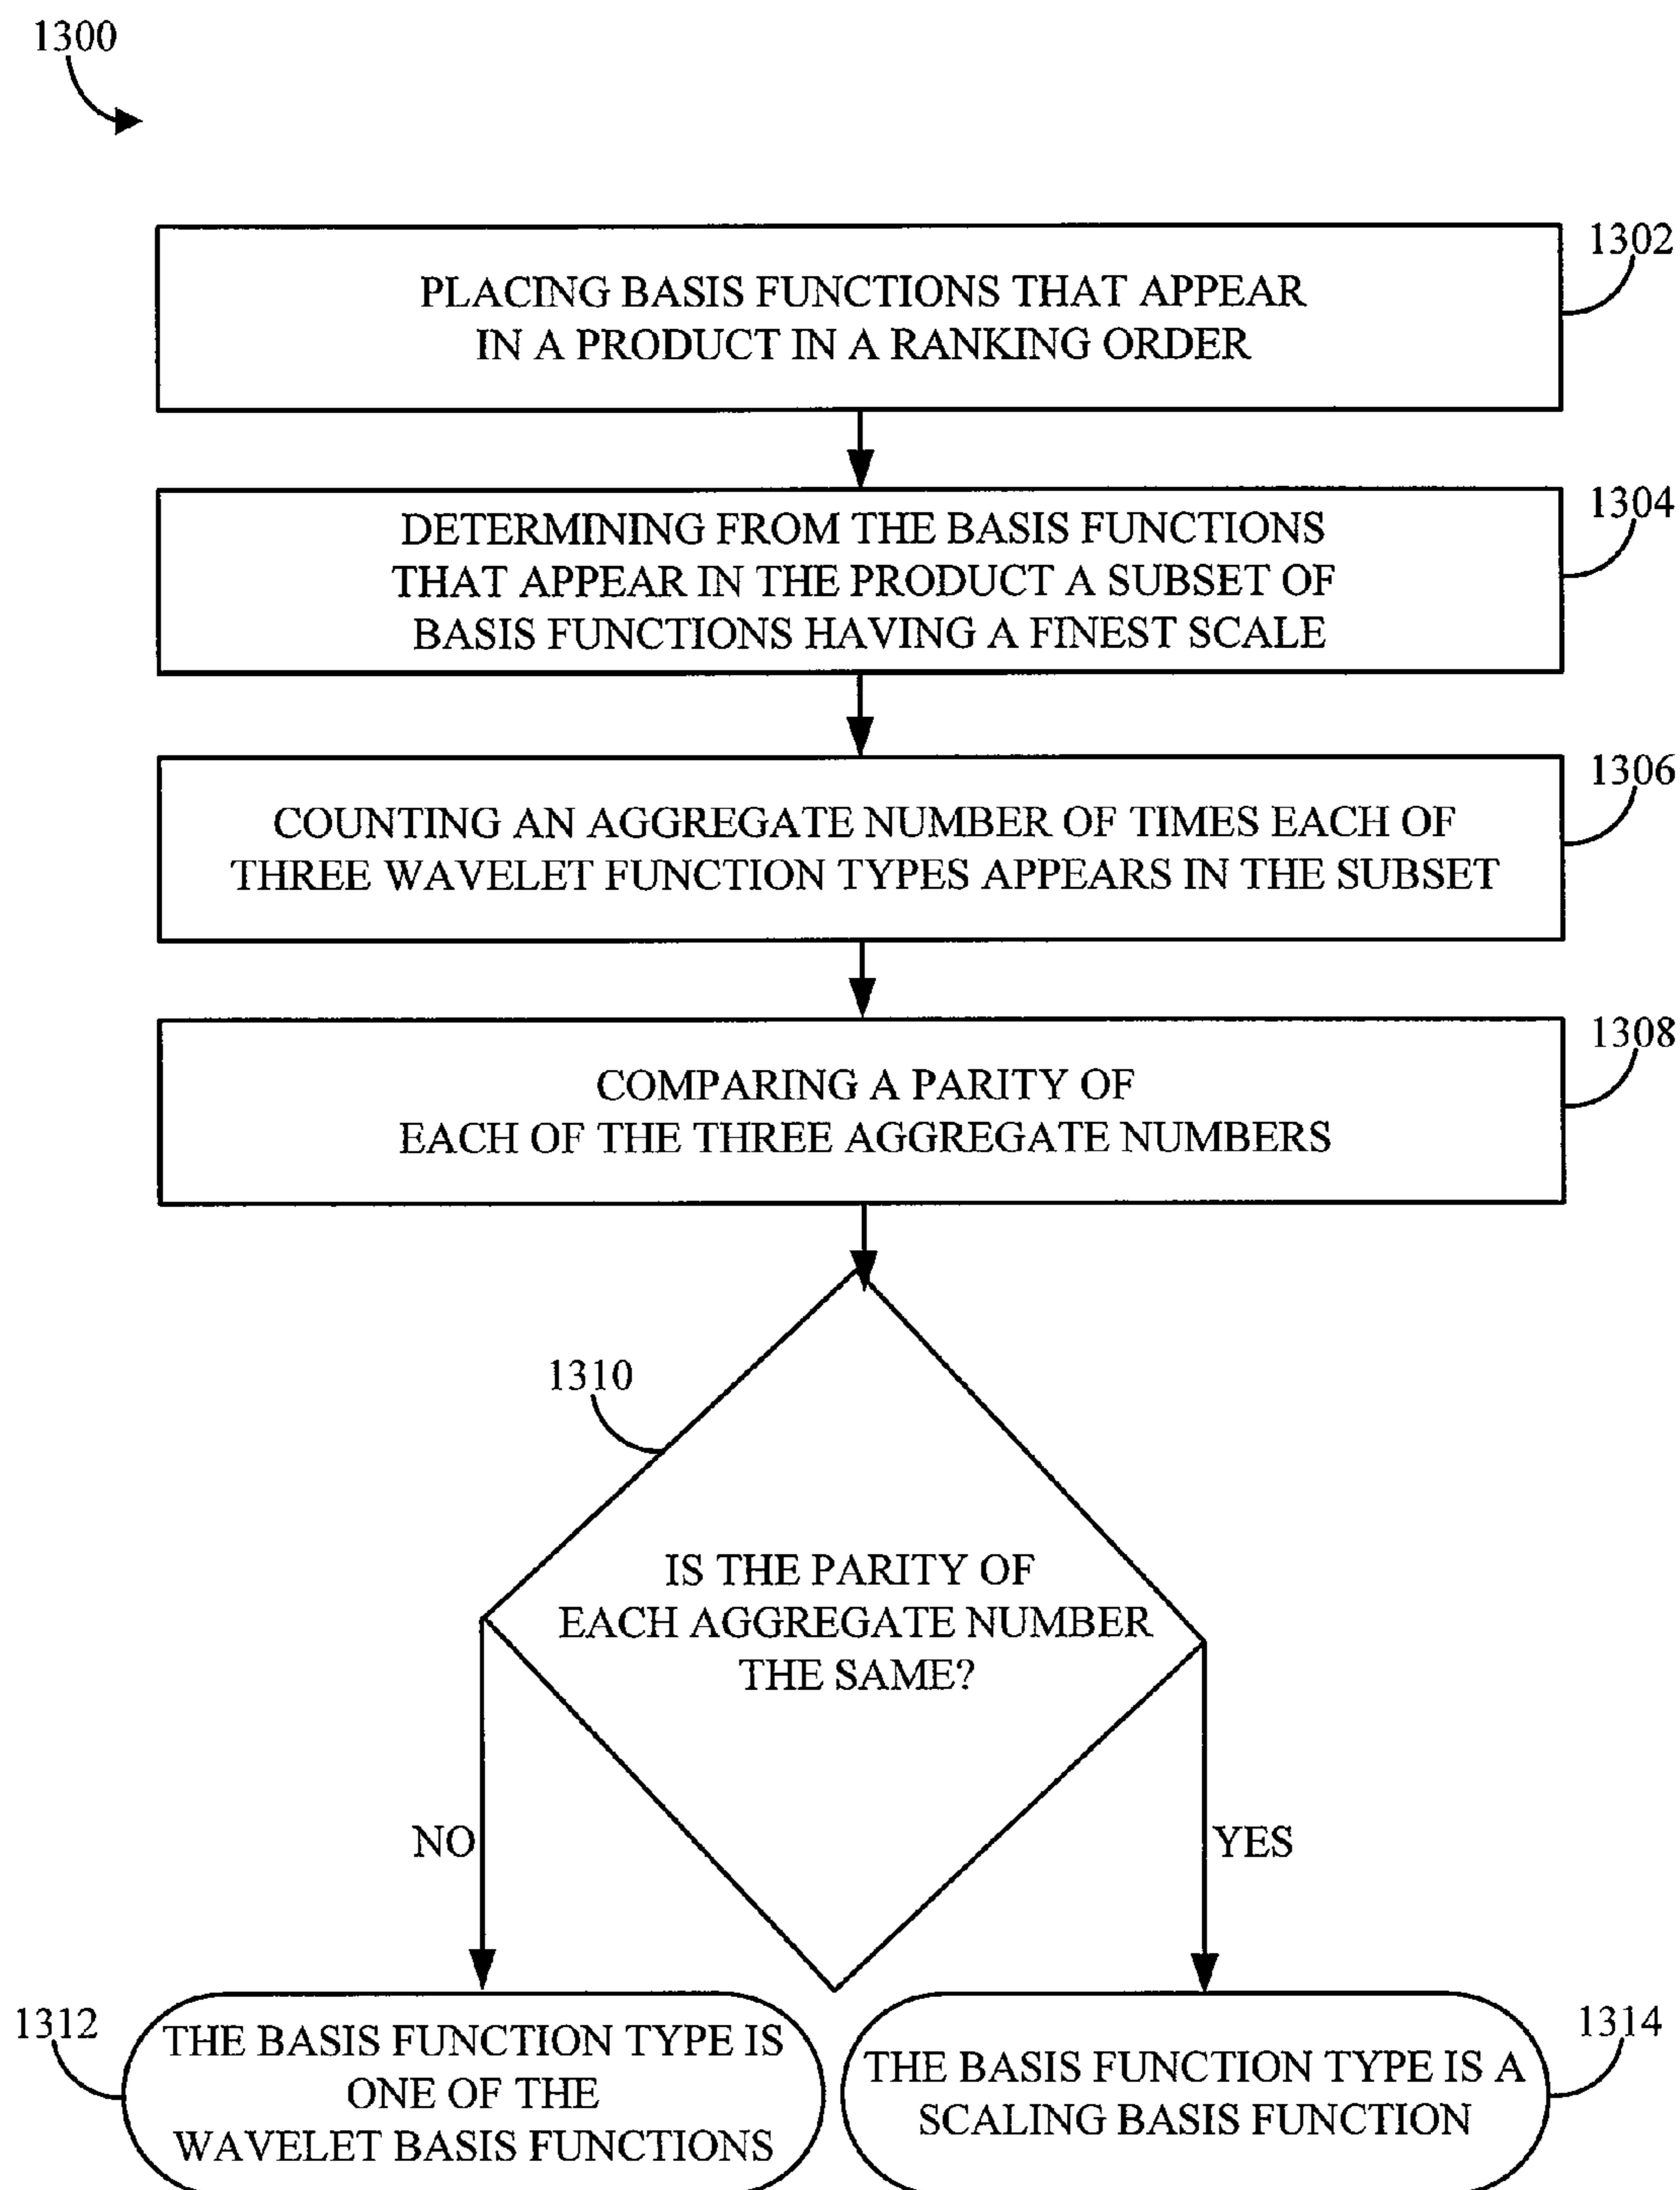 1300
1302
PLACING BASIS FUNCTIONS THAT APPEAR
IN A PRODUCT IN A RANKING ORDER
1304
DETERMINING FROM THE BASIS FUNCTIONS
THAT APPEAR IN THE PRODUCT A SUBSET OF
BASIS FUNCTIONS HAVING A FINEST SCALE
1306
COUNTING AN AGGREGATE NUMBER OF TIMES EACH OF
THREE WAVELET FUNCTION TYPES APPEARS IN THE SUBSET
1308
COMPARING A PARITY OF
EACH OF THE THREE AGGREGATE NUMBERS
1310
IS THE PARITY OF
EACH AGGREGATE NUMBER
THE SAME?
NO
YES
1312
THE BASIS FUNCTION TYPE IS
ONE OF THE
WAVELET BASIS FUNCTIONS
1314
THE BASIS FUNCTION TYPE IS A
SCALING BASIS FUNCTION